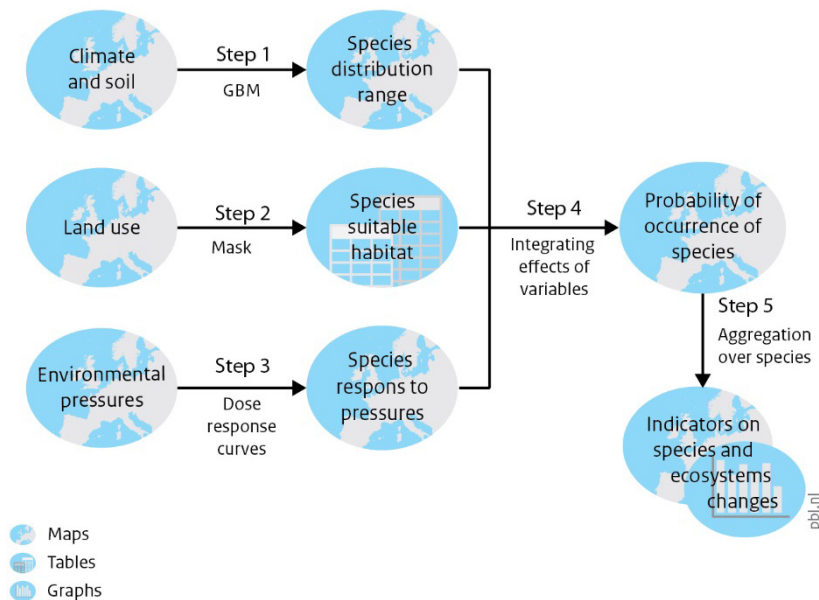 Climate
and soil
Step 1
GBM
Species
distribution
range
Land use
Step 2
Mask
Species
suitable
habitat
Step 4
Integrating
effects of
variables
Probability of
occurrence of
species
Environmental
pressures
Step 3
Dose
response
curves
Species
respons to
pressures
Step 5
Aggregation
over species
Indicators on
species and
ecosystems
changes
pbl.nl
Maps
Tables
Graphs